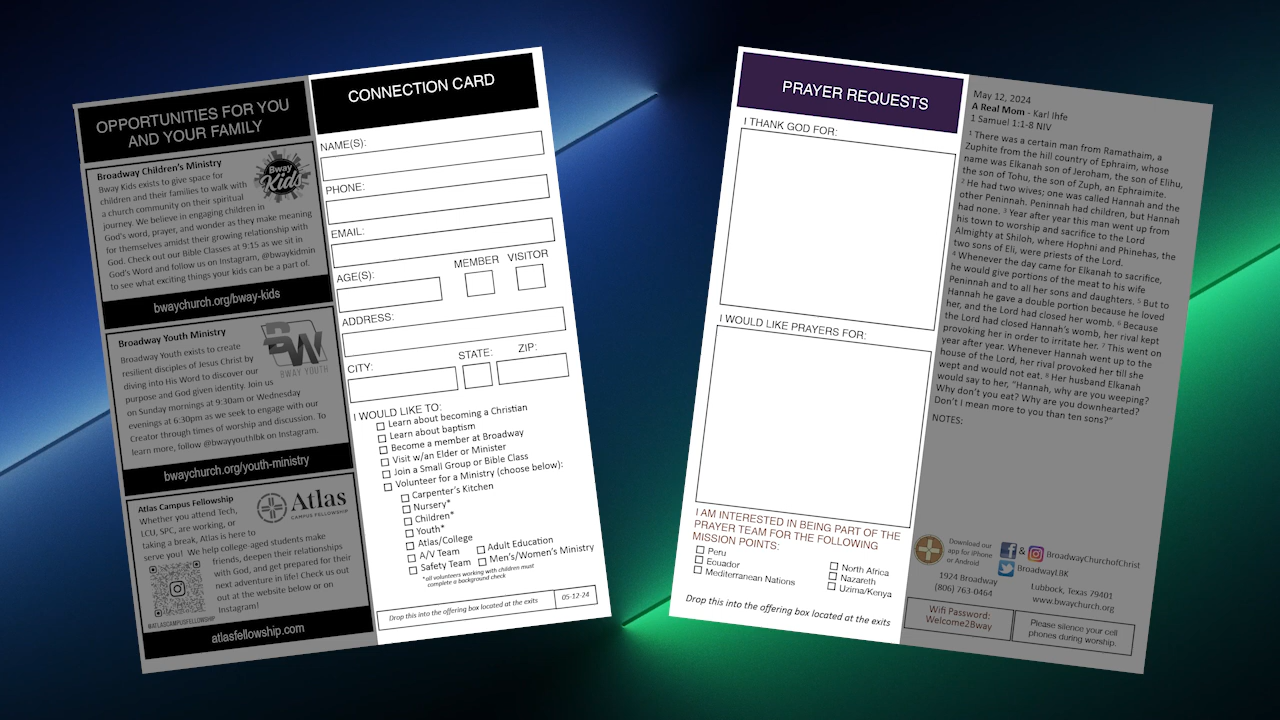 OPPORTUNITIES FOR YOU
AND YOUR FAMILY
Broadway Children's Ministry
Bway Kids exists to give space for
children and their families to walk with
a church community on their spiritual
journey. We believe in engaging children in
God's word, prayer, and wonder as they make meaning
for themselves amidst their growing relationship with
God. Check out our Bible Classes at 9:15 as we sit in
God's Word and follow us on Instagram, @bwaykidmin
to see what exciting things your kids can be a part of.
Bway
Kids
bwaychurch.org/bway-kids
Broadway Youth Ministry
Broadway Youth exists to create
resilient disciples of Jesus Christ by
diving into His Word to discover our
purpose and God given identity. Join us
on Sunday mornings at 9:30am or Wednesday
evenings at 6:30pm as we seek to engage with our
Creator through times of worship and discussion. To
learn more, follow @bwayyouthlbk on Instagram.
BW
BWAY YOUTH
bwaychurch.org/youth-ministry
Atlas Campus Fellowship
Whether you attend Tech,
LCU, SPC, are working, or
taking a break, Atlas is here to
serve you! We help college-aged students make
friends, deepen their relationships
with God, and get prepared for their
next adventure in life! Check us out
out at the website below or on
Instagram!
Atlas
CAMPUS FELLOWSHIP
@ATLASCAMPUSFELLOWSHIP
atlasfellowship.com
CONNECTION CARD
NAME(S):
PHONE:
EMAIL:
AGE(S):
MEMBER
VISITOR
ADDRESS:
CITY:
STATE:
ZIP:
I WOULD LIKE TO:
Learn about becoming a Christian
Learn about baptism
Become a member at Broadway
Visit w/an Elder or Minister
Join a Small Group or Bible Class
Volunteer for a Ministry (choose below):
Carpenter's Kitchen
Nursery*
Children*
Youth*
Atlas/College
A/V Team
Adult Education
Safety Team
Men's/Women's Ministry
*all volunteers working with children must
complete a background check
Drop this into the offering box located at the exits
05-12-24
PRAYER REQUESTS
I THANK GOD FOR:
I WOULD LIKE PRAYERS FOR:
I AM INTERESTED IN BEING PART OF THE
PRAYER TEAM FOR THE FOLLOWING
MISSION POINTS:
Peru
Ecuador
Mediterranean Nations
North Africa
Nazareth
Uzima/Kenya
Drop this into the offering box located at the exits
May 12, 2024
A Real Mom - Karl Ihfe
1 Samuel 1:1-8 NIV
1 There was a certain man from Ramathaim, a
Zuphite from the hill country of Ephraim, whose
name was Elkanah son of Jeroham, the son of Elihu,
the son of Tohu, the son of Zuph, an Ephraimite.
2 He had two wives; one was called Hannah and the
other Peninnah. Peninnah had children, but Hannah
had none. 3 Year after year this man went up from
his town to worship and sacrifice to the Lord
Almighty at Shiloh, where Hophni and Phinehas, the
two sons of Eli, were priests of the Lord.
4 Whenever the day came for Elkanah to sacrifice,
he would give portions of the meat to his wife
Peninnah and to all her sons and daughters. 5 But to
Hannah he gave a double portion because he loved
her, and the Lord had closed her womb. 6 Because
the Lord had closed Hannah's womb, her rival kept
provoking her in order to irritate her. 7 This went on
year after year. Whenever Hannah went up to the
house of the Lord, her rival provoked her till she
wept and would not eat. 8 Her husband Elkanah
would say to her, "Hannah, why are you weeping?
Why don't you eat? Why are you downhearted?
Don't I mean more to you than ten sons?"
NOTES:
Download our
app for iPhone
or Android
& BroadwayChurchofChrist
BroadwayLBK
1924 Broadway
(806) 763-0464
Lubbock, Texas 79401
www.bwaychurch.org
Wifi Password:
Welcome2Bway
Please silence your cell
phones during worship.